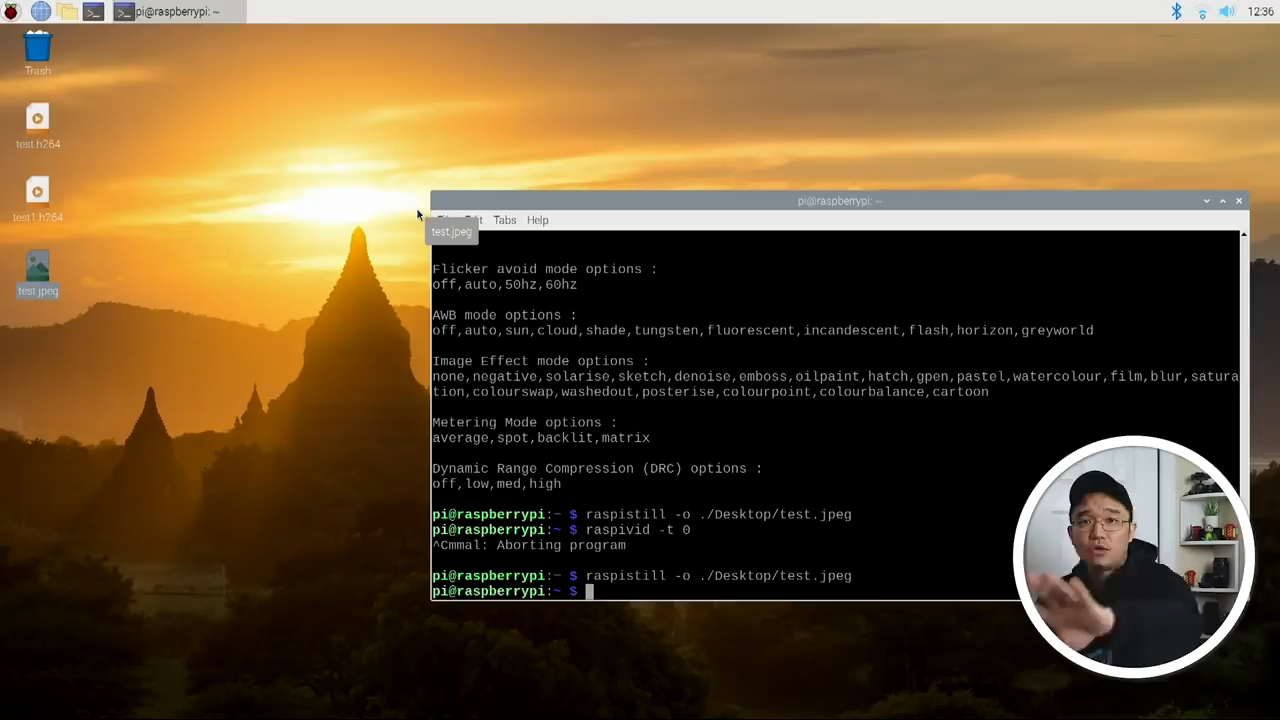 pi@raspberrypi: ~
12:36
Trash
test.h264
test1.h264
test.jpeg
pi@raspberrypi: ~
Tabs Help
test.jpeg
Flicker avoid mode options :
off,auto,50hz,60hz
AWB mode options :
off,auto,sun,cloud,shade,tungsten,fluorescent,incandescent,flash,horizon,greyworld
Image Effect mode options :
none,negative,solarise,sketch,denoise,emboss,oilpaint,hatch,gpen,pastel,watercolour,film,blur,satura
tion,colourswap,washedout,posterise,colourpoint,colourbalance,cartoon
Metering Mode options :
average,spot,backlit,matrix
Dynamic Range Compression (DRC) options :
off,low,med,high
pi@raspberrypi:~ $ raspistill -o ./Desktop/test.jpeg
pi@raspberrypi:~ $ raspivid -t 0
^Cmmal: Aborting program
pi@raspberrypi:~ $ raspistill -o ./Desktop/test.jpeg
pi@raspberrypi:~ $